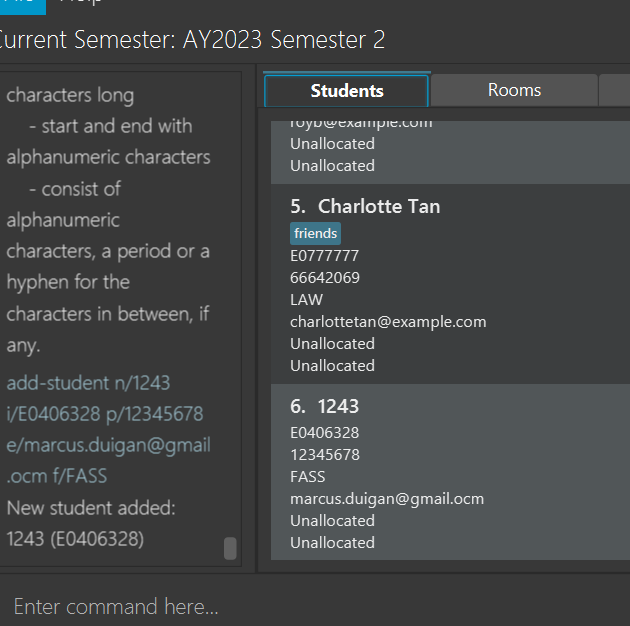 Current Semester: AY2023 Semester 2
characters long
- start and end with
alphanumeric characters
- consist of
alphanumeric
characters, a period or a
hyphen for the
characters in between, if
any.
add-student n/1243
i/E0406328 p/12345678
e/marcus.duigan@gmail
.ocm f/FASS
New student added:
1243 (E0406328)
Enter command here...
Students
Rooms
royb@example.com
Unallocated
Unallocated
5. Charlotte Tan
friends
E0777777
66642069
LAW
charlottetan@example.com
Unallocated
Unallocated
6. 1243
E0406328
12345678
FASS
marcus.duigan@gmail.ocm
Unallocated
Unallocated